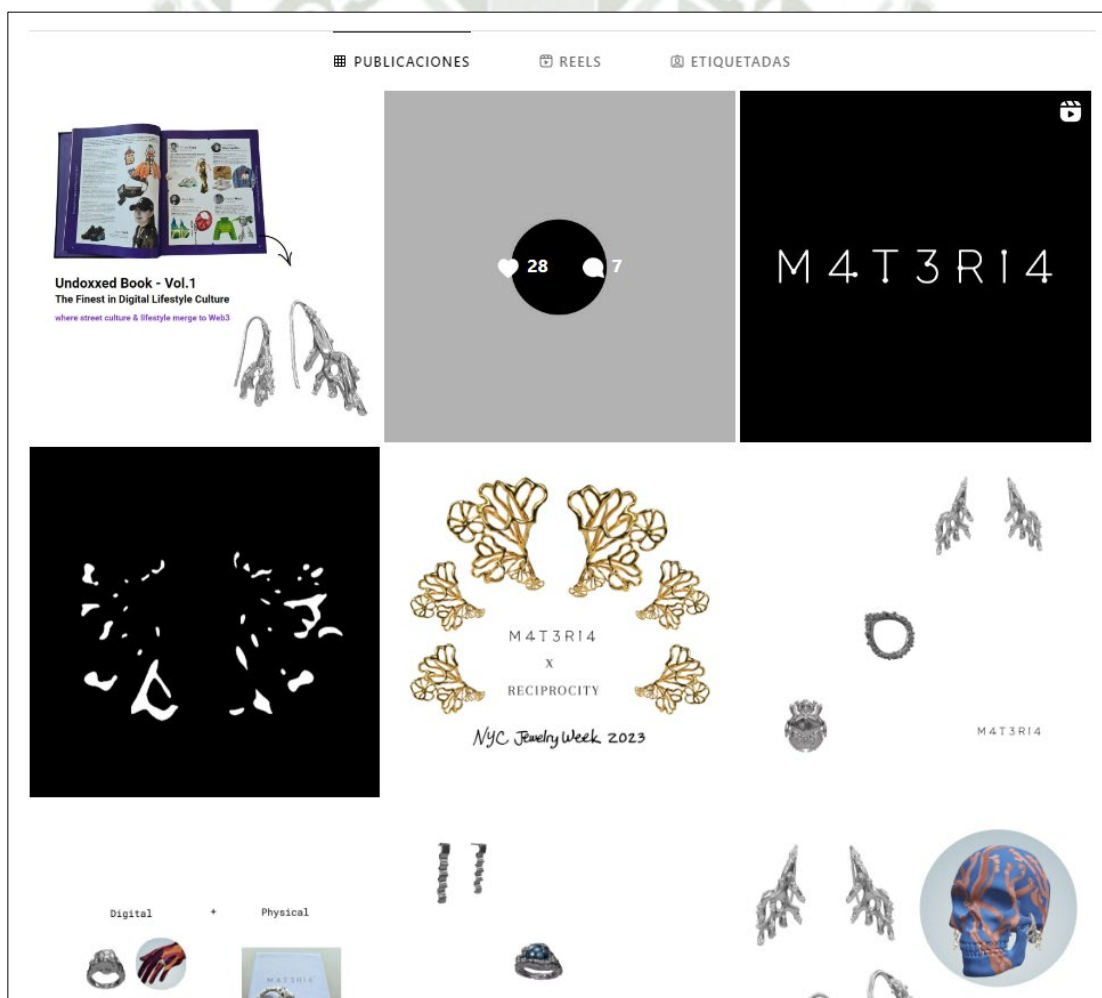 PUBLICACIONES
REELS
ETIQUETADAS
Undoxxed Book - Vol.1
The Finest in Digital Lifestyle Culture
where street culture & lifestyle merge to Web3
28
7
M4T3RI4
M4T3RI4
X
RECIPROCITY
NYC Jewelry Week 2023
M4T3RI4
Digital + Physical
M4T3RI4